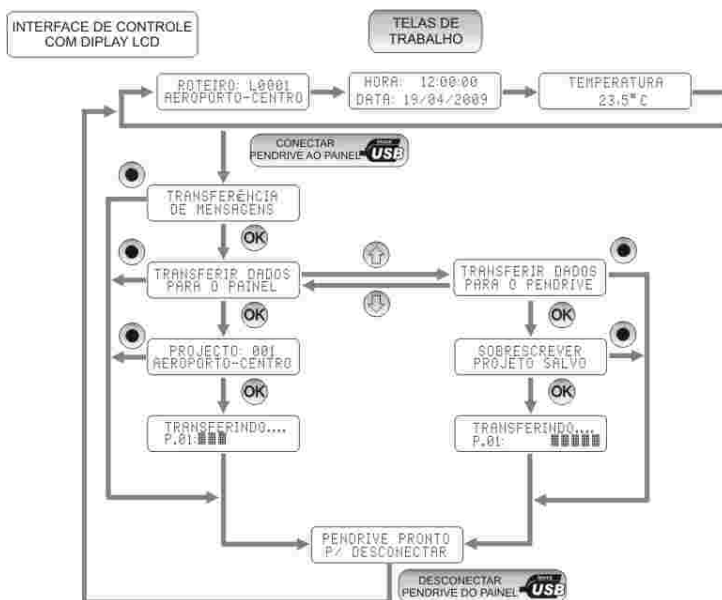 INTERFACE DE CONTROLE
COM DIPLAY LCD
TELAS DE
TRABALHO
ROTEIRO: L0001
AEROPORTO-CENTRO
HORA: 12:00:00
DATA: 19/04/2009
TEMPERATURA
23.5° C
CONECTAR
PENDRIVE AO PAINEL
USB
TRANSFERÊNCIA
DE MENSAGENS
OK
TRANSFERIR DADOS
PARA O PAINEL
TRANSFERIR DADOS
PARA O PENDRIVE
OK
OK
PROJECTO: 001
AEROPORTO-CENTRO
SOBRESCREVER
PROJETO SALVO
OK
OK
TRANSFERINDO....
P.01:
TRANSFERINDO....
P.01:
PENDRIVE PRONTO
P/ DESCONECTAR
DESCONECTAR
PENDRIVE DO PAINEL
USB